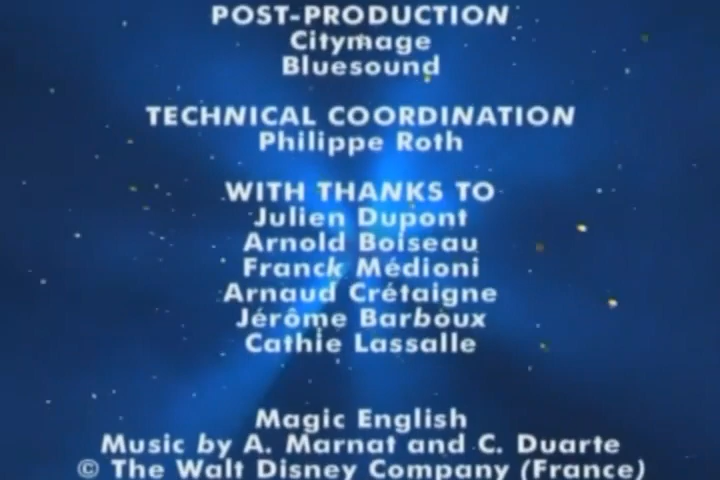 POST-PRODUCTION
Citymage
Bluesound
TECHNICAL COORDINATION
Philippe Roth
WITH THANKS TO
Julien Dupont
Arnold Boiseau
Franck Médioni
Arnaud Crétaigne
Jérôme Barboux
Cathie Lassalle
Magic English
Music by A. Marnat and C. Duarte
© The Walt Disney Company (France)